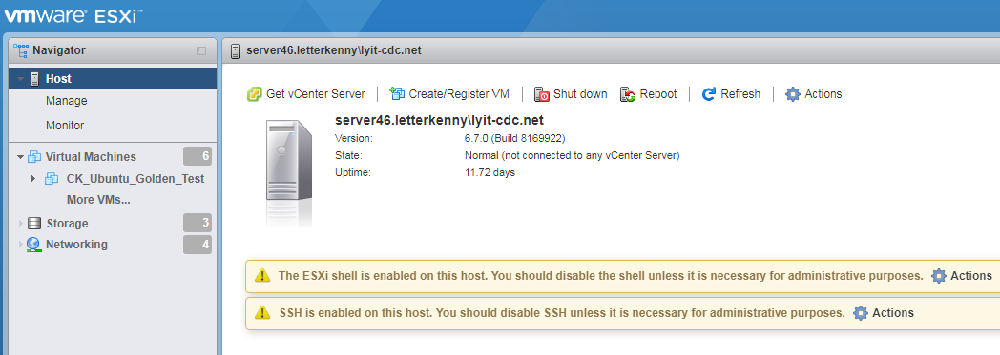 vmware ESXi™
Navigator
Host
Manage
Monitor
Virtual Machines 6
CK_Ubuntu_Golden_Test
More VMs...
Storage 3
Networking 4
server46.letterkenny\lyit-cdc.net
Get vCenter Server Create/Register VM Shut down Reboot Refresh Actions
server46.letterkenny\lyit-cdc.net
Version: 6.7.0 (Build 8169922)
State: Normal (not connected to any vCenter Server)
Uptime: 11.72 days
The ESXi shell is enabled on this host. You should disable the shell unless it is necessary for administrative purposes. Actions
SSH is enabled on this host. You should disable SSH unless it is necessary for administrative purposes. Actions